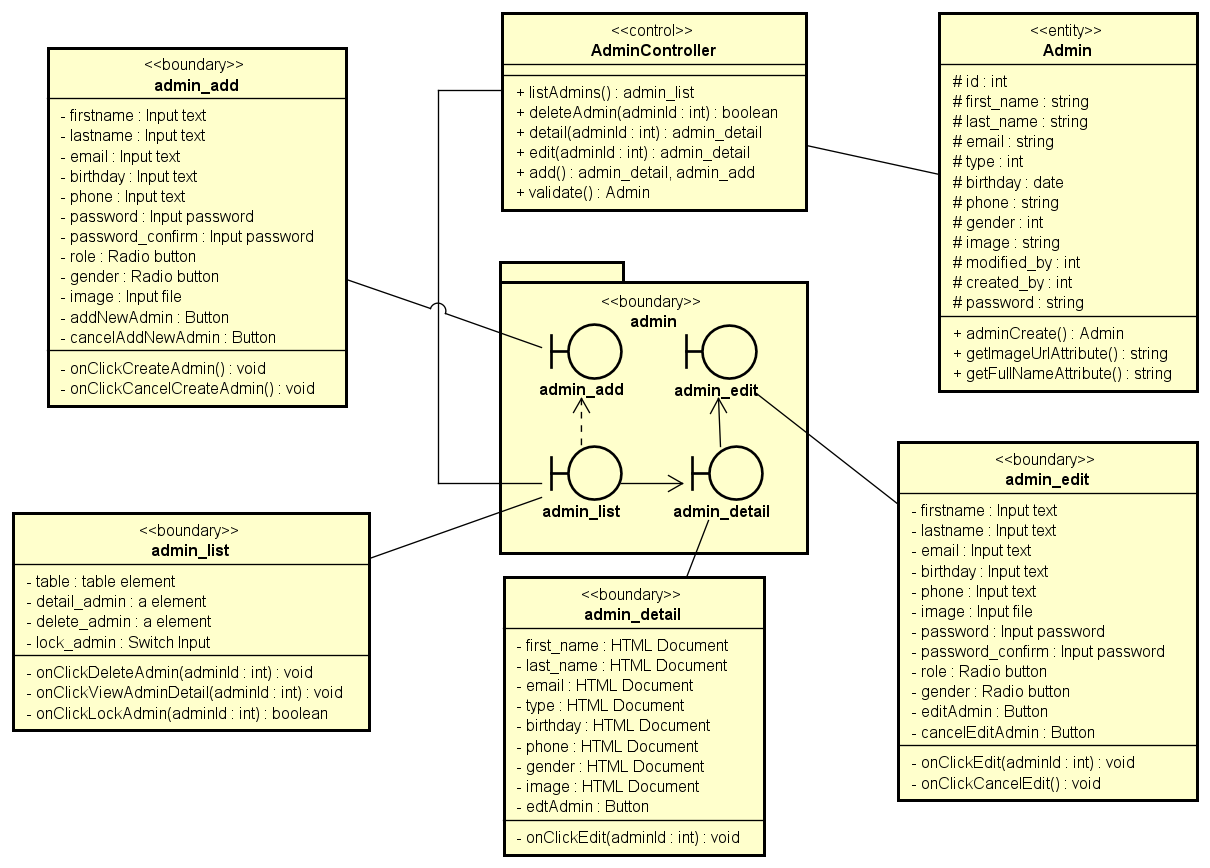 <<boundary>>
admin_add
- firstname : Input text
- lastname : Input text
- email : Input text
- birthday : Input text
- phone : Input text
- password : Input password
- password_confirm : Input password
- role : Radio button
- gender : Radio button
- image : Input file
- addNewAdmin : Button
- cancelAddNewAdmin : Button
- onClickCreateAdmin() : void
- onClickCancelCreateAdmin() : void
<<control>>
AdminController
+ listAdmins() : admin_list
+ deleteAdmin(adminId : int) : boolean
+ detail(adminId : int) : admin_detail
+ edit(adminId : int) : admin_detail
+ add() : admin_detail, admin_add
+ validate() : Admin
<<entity>>
Admin
# id : int
# first_name : string
# last_name : string
# email : string
# type : int
# birthday : date
# phone : string
# gender : int
# image : string
# modified_by : int
# created_by : int
# password : string
+ adminCreate() : Admin
+ getImageUrlAttribute() : string
+ getFullNameAttribute() : string
<<boundary>>
admin
admin_add
admin_edit
admin_list
admin_detail
<<boundary>>
admin_list
- table : table element
- detail_admin : a element
- delete_admin : a element
- lock_admin : Switch Input
- onClickDeleteAdmin(adminId : int) : void
- onClickViewAdminDetail(adminId : int) : void
- onClickLockAdmin(adminId : int) : boolean
<<boundary>>
admin_detail
- first_name : HTML Document
- last_name : HTML Document
- email : HTML Document
- type : HTML Document
- birthday : HTML Document
- phone : HTML Document
- gender : HTML Document
- image : HTML Document
- edtAdmin : Button
- onClickEdit(adminId : int) : void
<<boundary>>
admin_edit
- firstname : Input text
- lastname : Input text
- email : Input text
- birthday : Input text
- phone : Input text
- image : Input file
- password : Input password
- password_confirm : Input password
- role : Radio button
- gender : Radio button
- editAdmin : Button
- cancelEditAdmin : Button
- onClickEdit(adminId : int) : void
- onClickCancelEdit() : void